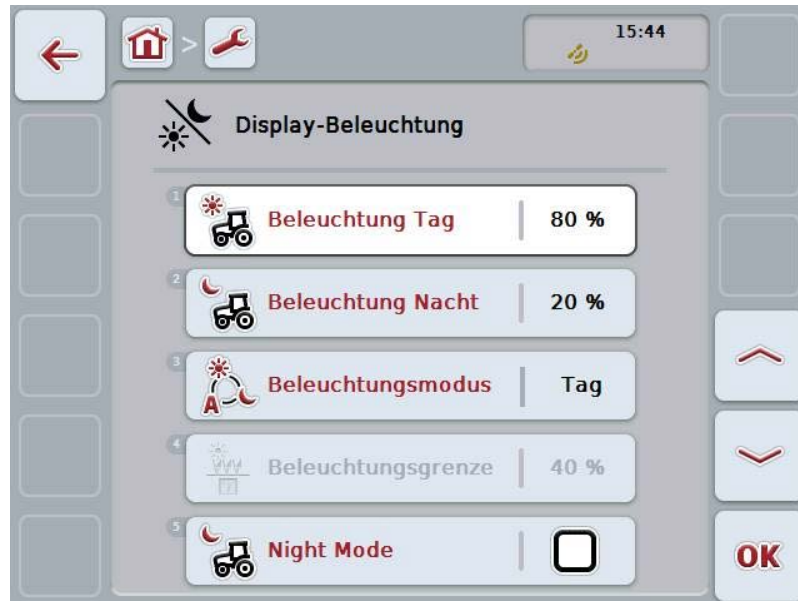 15:44
Display-Beleuchtung
1
Beleuchtung Tag 80 %
2
Beleuchtung Nacht 20 %
3
A
Beleuchtungsmodus Tag
4
Beleuchtungsgrenze 40 %
5
Night Mode
OK